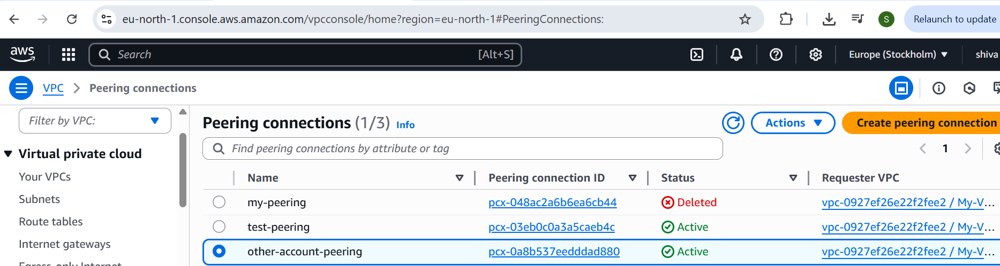 eu-north-1.console.aws.amazon.com/vpcconsole/home?region=eu-north-1#PeeringConnections:
S
Relaunch to update
aws
Search
[Alt+S]
Europe (Stockholm)
shiva
VPC
Peering connections
Filter by VPC:
Virtual private cloud
Your VPCs
Subnets
Route tables
Internet gateways
Egress-only Internet
Peering connections (1/3) Info
Actions
Create peering connection
Find peering connections by attribute or tag
1
Name Peering connection ID Status Requester VPC
my-peering pcx-048ac2a6b6ea6cb44 Deleted vpc-0927ef26e22f2fee2 / My-V...
test-peering pcx-03eb0c0a3a5caeb4c Active vpc-0927ef26e22f2fee2 / My-V...
other-account-peering pcx-0a8b537eedddad880 Active vpc-0927ef26e22f2fee2 / My-V...